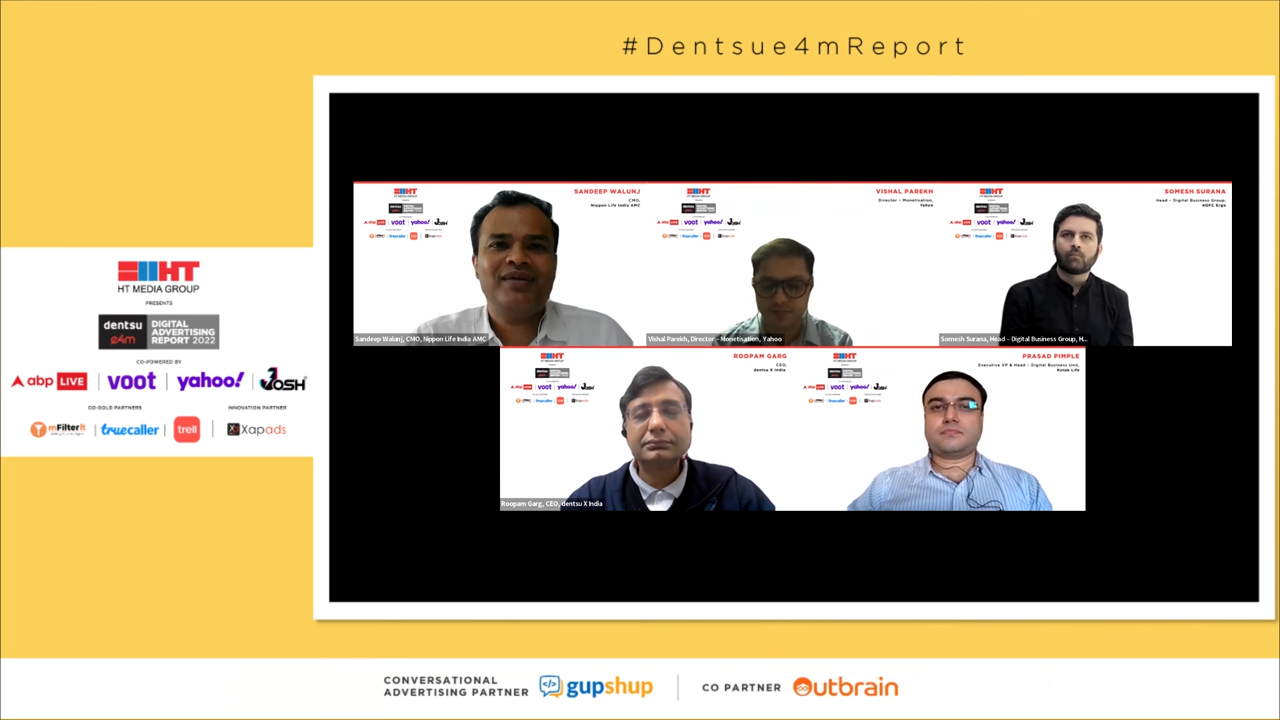 #Dentsue4mReport
HT
HT MEDIA GROUP
PRESENTS
dentsu
e4m
DIGITAL
ADVERTISING
REPORT 2022
CO-POWERED BY
abp LIVE
voot
yahoo!
JOSH
CO-GOLD PARTNERS
INNOVATION PARTNER
mFilterIt
truecaller
trell
Xapads
SANDEEP WALUNJ
CMO,
Nippon Life India AMC
Sandeep Walunj, CMO, Nippon Life India AMC
VISHAL PAREKH
Director - Monetisation,
Yahoo
Vishal Parekh, Director - Monetisation, Yahoo
SOMESH SURANA
Head - Digital Business Group,
HDFC Ergo
Somesh Surana, Head - Digital Business Group, H...
ROOPAM GARG
CEO,
dentsu X India
Roopam Garg, CEO, dentsu X India
PRASAD PIMPLE
Executive VP & Head - Digital Business Unit,
Kotak Life
CONVERSATIONAL
ADVERTISING PARTNER
gupshup
CO PARTNER
Outbrain